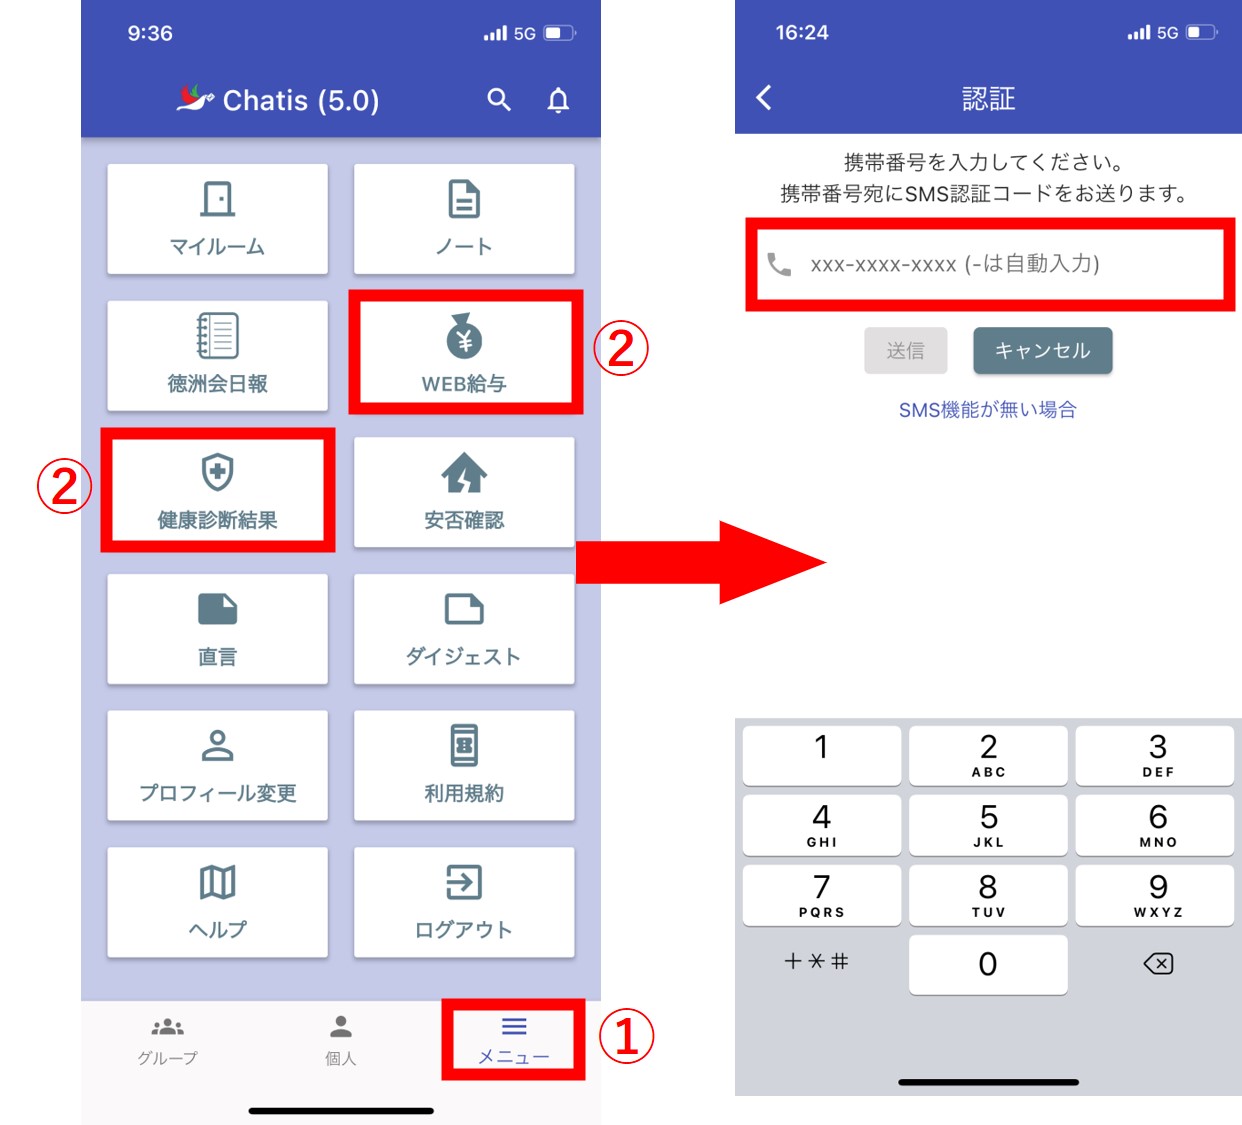 9:36
5G
Chatis (5.0)
マイルーム
ノート
徳洲会日報
WEB給与
②
②
健康診断結果
安否確認
直言
ダイジェスト
プロフィール変更
利用規約
ヘルプ
ログアウト
グループ
個人
メニュー
①
16:24
5G
認証
携帯番号を入力してください。
携帯番号宛にSMS認証コードをお送ります。
xxx-xxxx-xxxx (-は自動入力)
送信
キャンセル
SMS機能が無い場合
1
2
ABC
3
DEF
4
GHI
5
JKL
6
MNO
7
PQRS
8
TUV
9
WXYZ
+*#
0